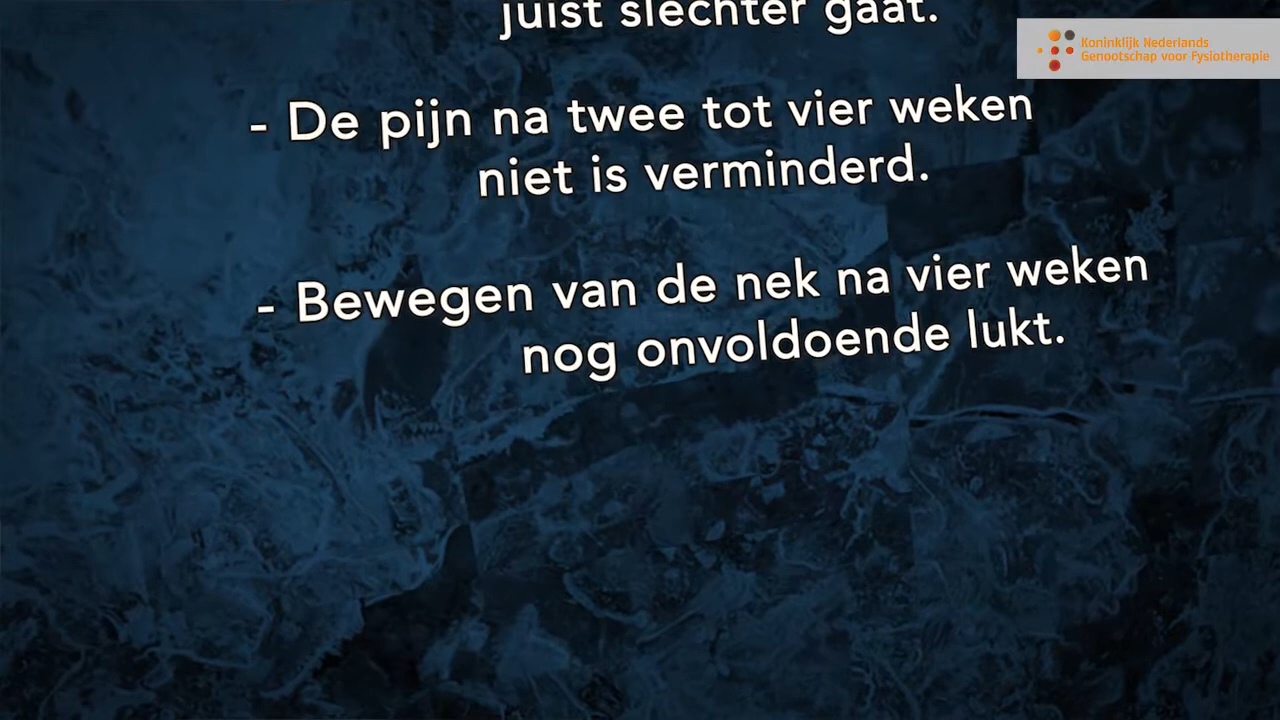 juist slechter gaat.
Koninklijk Nederlands
Genootschap voor Fysiotherapie
- De pijn na twee tot vier weken
niet is verminderd.
- Bewegen van de nek na vier weken
nog onvoldoende lukt.